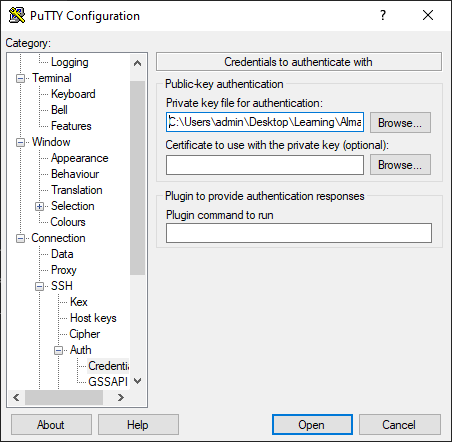 PuTTY Configuration
?
Category:
Logging
Terminal
Keyboard
Bell
Features
Window
Appearance
Behaviour
Translation
Selection
Colours
Connection
Data
Proxy
SSH
Kex
Host keys
Cipher
Auth
Credentia
GSSAPI
Credentials to authenticate with
Public-key authentication
Private key file for authentication:
C:\Users\admin\Desktop\Learning\Alma
Browse...
Certificate to use with the private key (optional):
Browse...
Plugin to provide authentication responses
Plugin command to run
About
Help
Open
Cancel